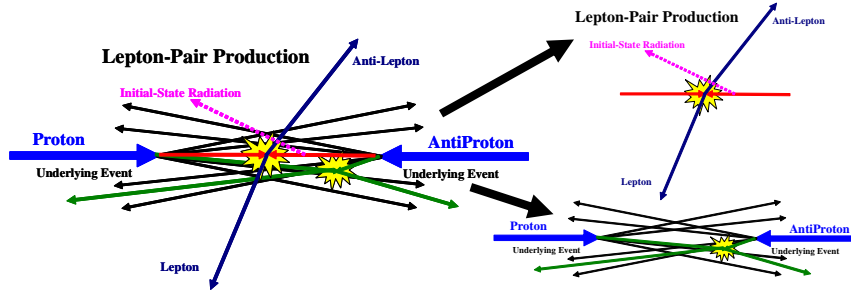 Lepton-Pair Production
Anti-Lepton
Initial-State Radiation
Proton
AntiProton
Underlying Event
Underlying Event
Lepton
Lepton-Pair Production
Anti-Lepton
Initial-State Radiation
Lepton
Proton
AntiProton
Underlying Event
Underlying Event